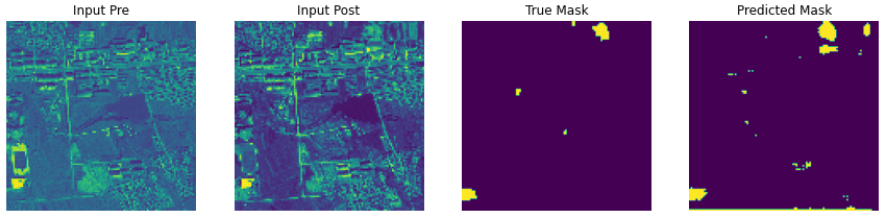 Input Pre
Input Post
True Mask
Predicted Mask